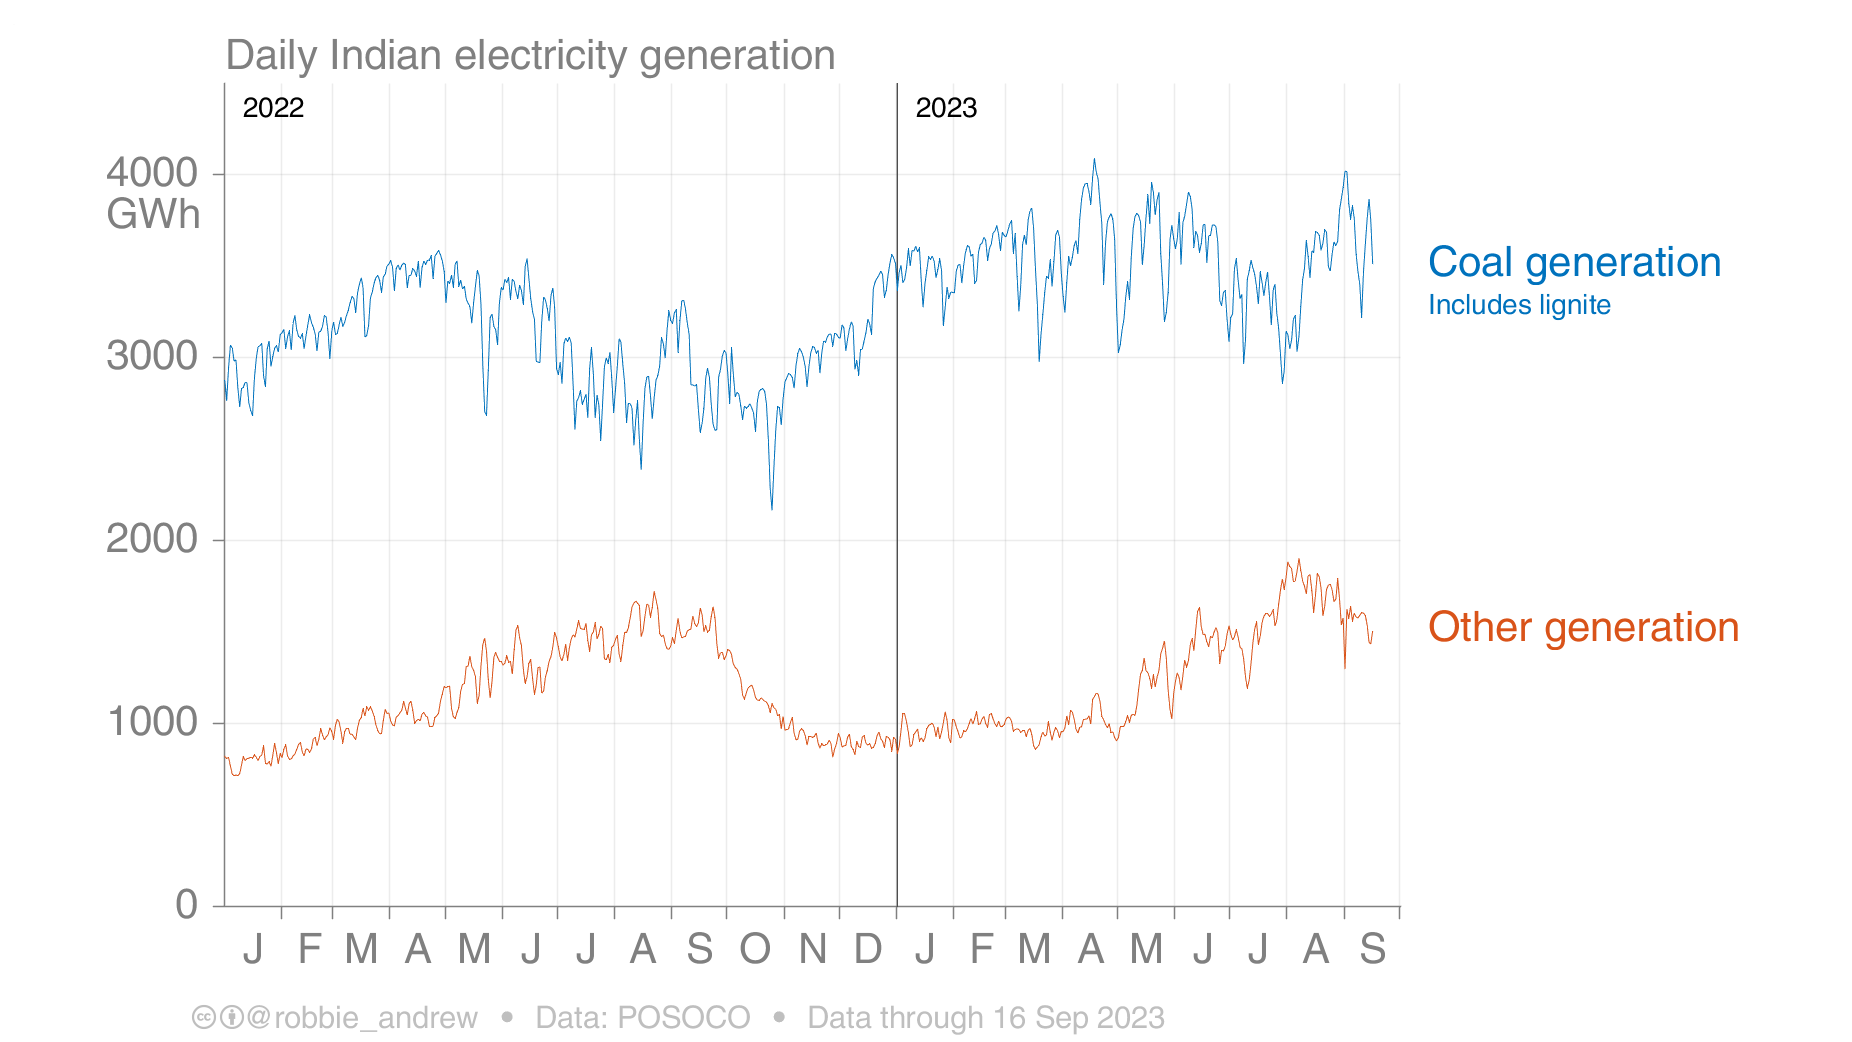 Daily Indian electricity generation
2022
2023
4000
GWh
3000
2000
1000
0
Coal generation
Includes lignite
Other generation
J F M A M J J A S O N D J F M A M J J A S
cc @robbie_andrew • Data: POSOCO • Data through 16 Sep 2023